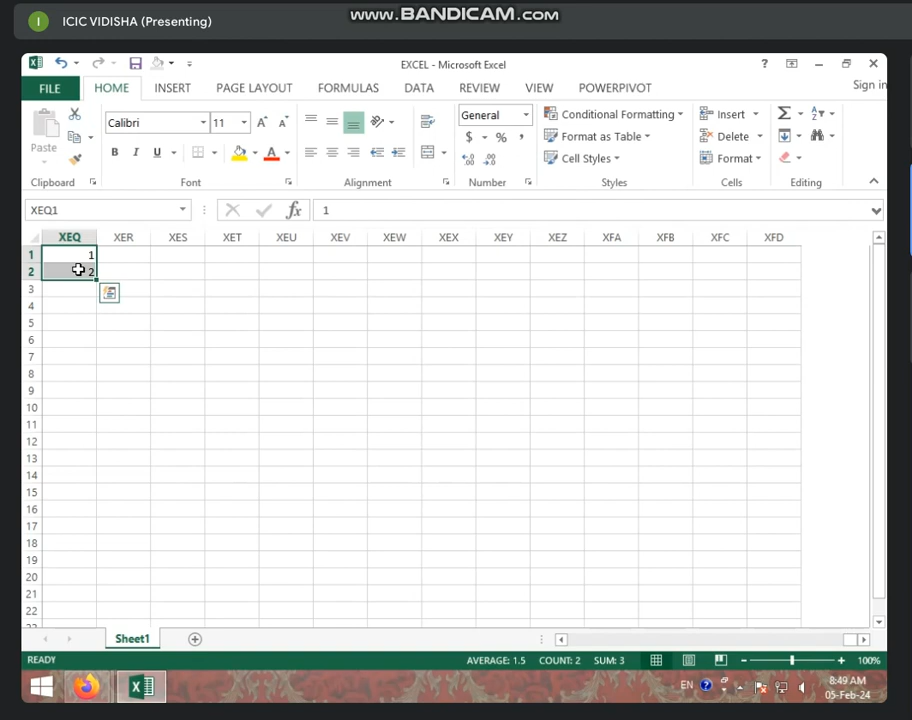 www.BANDICAM.com
I ICIC VIDISHA (Presenting)
EXCEL - Microsoft Excel
FILE HOME INSERT PAGE LAYOUT FORMULAS DATA REVIEW VIEW POWERPIVOT Sign in
Paste Calibri 11 General Conditional Formatting Insert
Format as Table Delete
Cell Styles Format
Clipboard Font Alignment Number Styles Cells Editing
XEQ1 fx 1
XEQ XER XES XET XEU XEV XEW XEX XEY XEZ XFA XFB XFC XFD
1 1
2 2
3
4
5
6
7
8
9
10
11
12
13
14
15
16
17
18
19
20
21
22
Sheet1
READY AVERAGE: 1.5 COUNT: 2 SUM: 3 100%
EN 8:49 AM
05-Feb-24